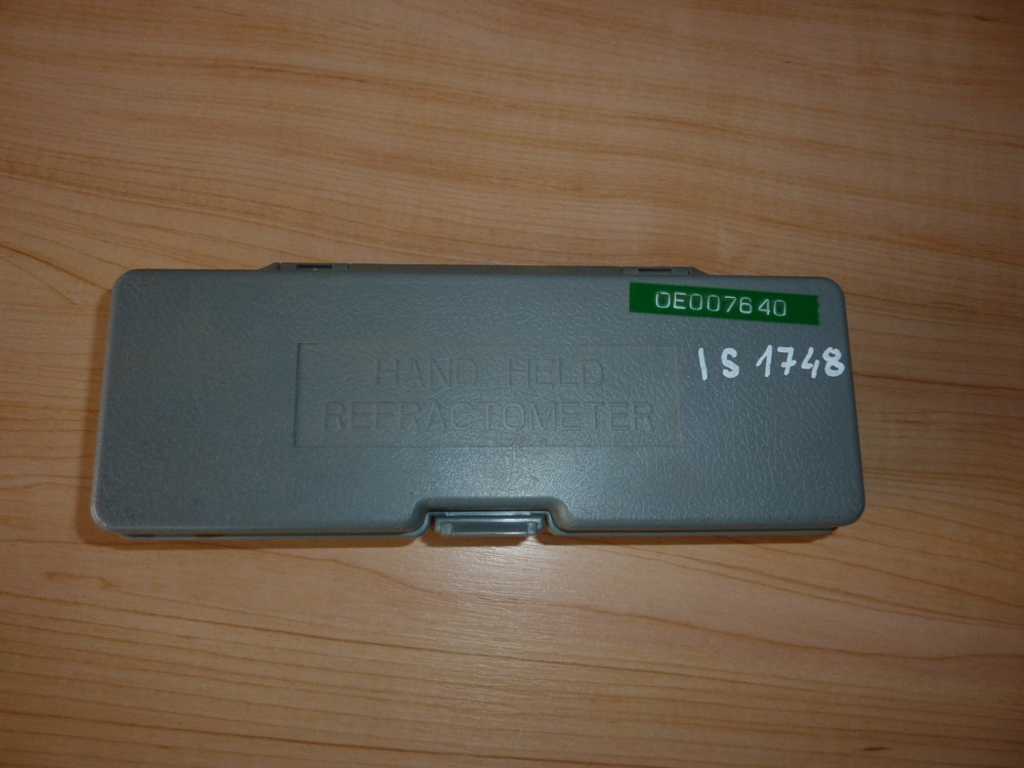 OE007640
IS 1748
HAND HELD
REFRACTOMETER